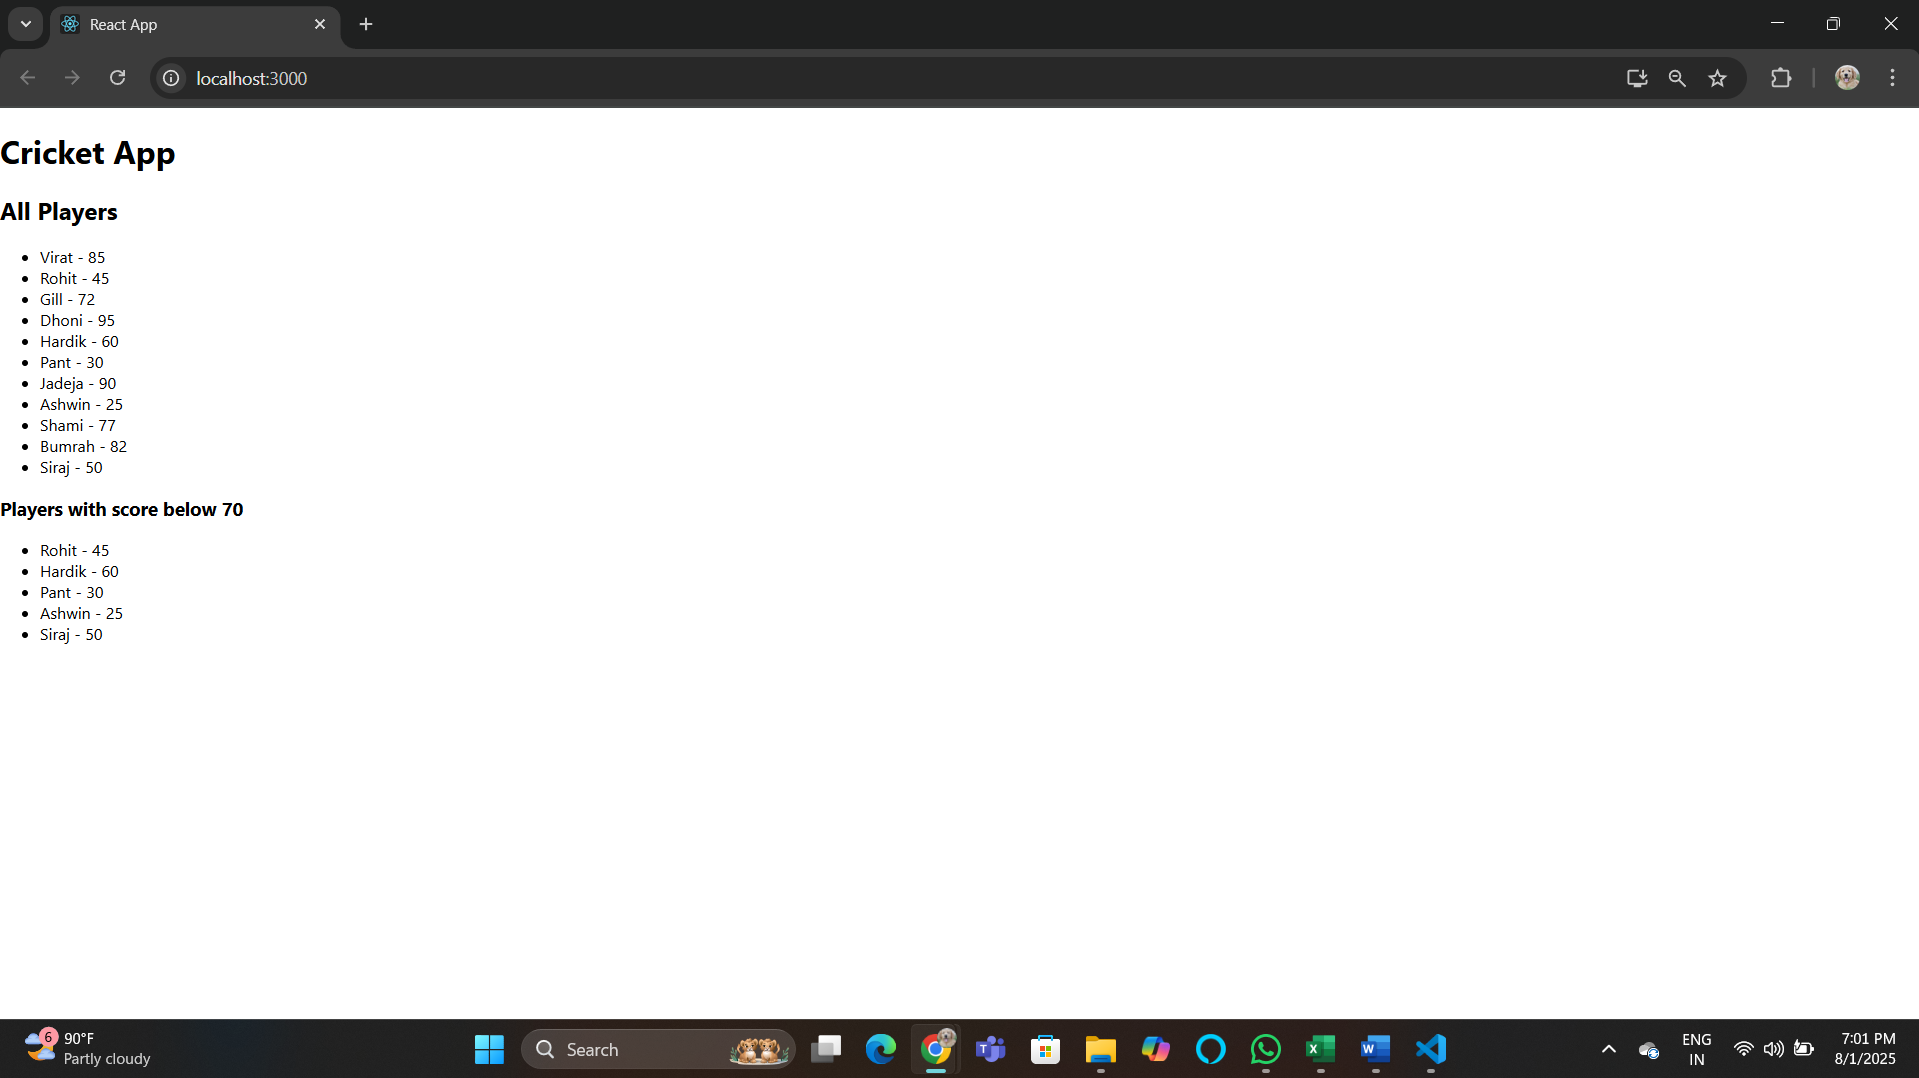 React App
localhost:3000
Cricket App
All Players
• Virat - 85
• Rohit - 45
• Gill - 72
• Dhoni - 95
• Hardik - 60
• Pant - 30
• Jadeja - 90
• Ashwin - 25
• Shami - 77
• Bumrah - 82
• Siraj - 50
Players with score below 70
• Rohit - 45
• Hardik - 60
• Pant - 30
• Ashwin - 25
• Siraj - 50
6
90°F
Partly cloudy
Search
ENG
IN
7:01 PM
8/1/2025